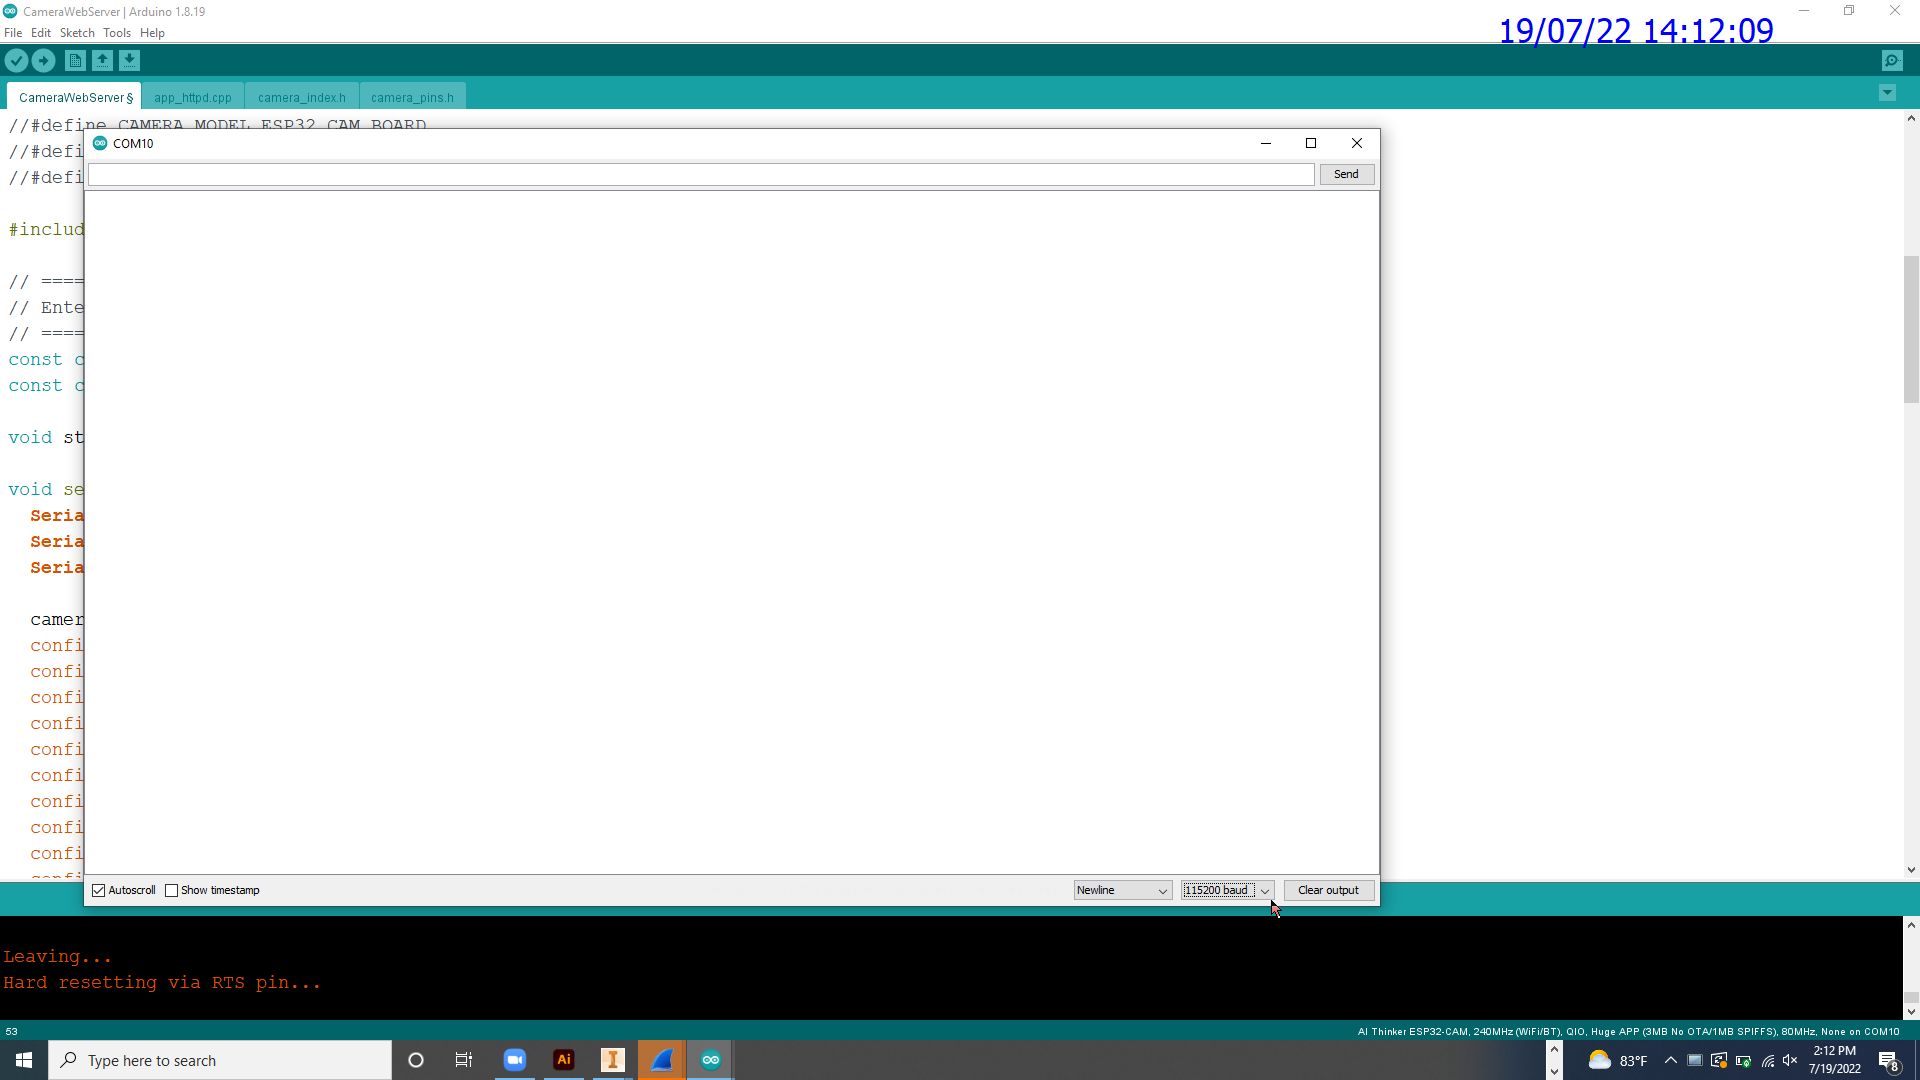 CameraWebServer | Arduino 1.8.19
19/07/22 14:12:09
File Edit Sketch Tools Help
CameraWebServer § app_httpd.cpp camera_index.h camera_pins.h
//#define CAMERA_MODEL_ESP32_CAM_BOARD
COM10
//#defi
//#defi
Send
#includ
// ====
// Ente
// ====
const c
const c
void st
void se
Seria
Seria
Seria
camer
confi
confi
confi
confi
confi
confi
confi
confi
confi
Autoscroll Show timestamp Newline 115200 baud Clear output
Leaving...
Hard resetting via RTS pin...
53 AI Thinker ESP32-CAM, 240MHz (WiFi/BT), QIO, Huge APP (3MB No OTA/1MB SPIFFS), 80MHz, None on COM10
Type here to search Ai I 83°F 2:12 PM
7/19/2022 8